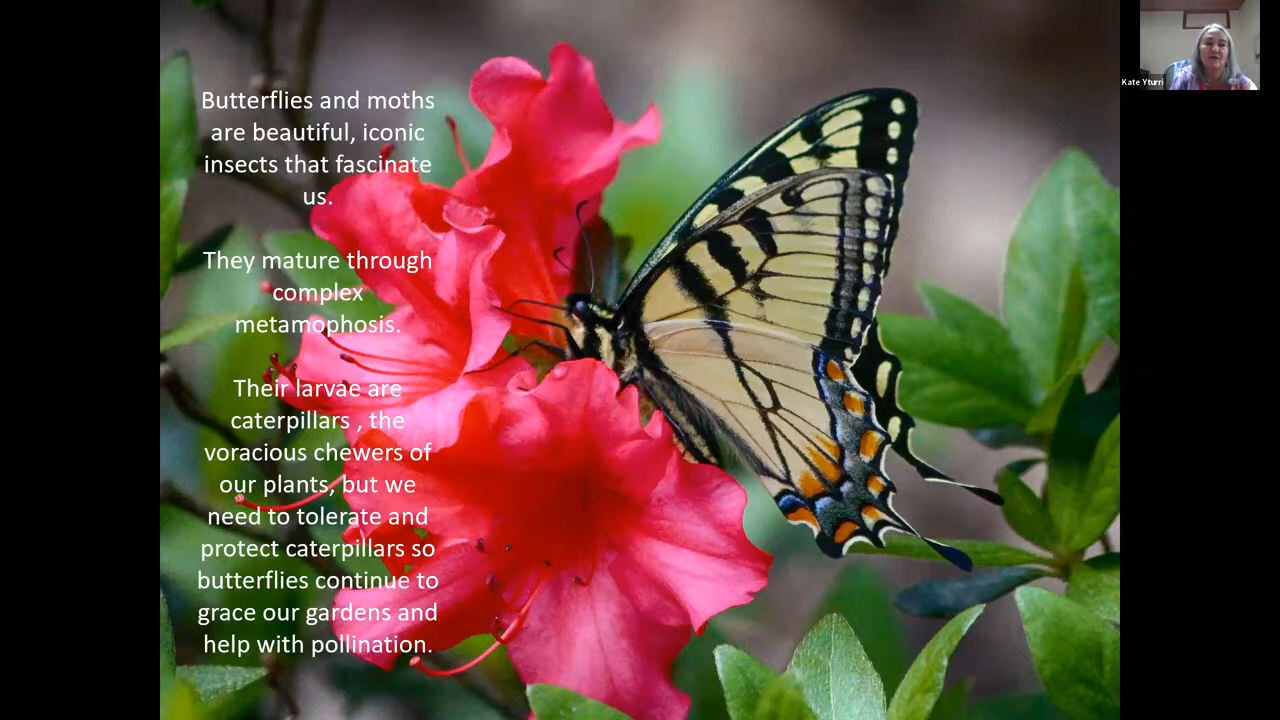 Butterflies and moths
are beautiful, iconic
insects that fascinate
us.
They mature through
complex
metamophosis.
Their larvae are
caterpillars , the
voracious chewers of
our plants, but we
need to tolerate and
protect caterpillars so
butterflies continue to
grace our gardens and
help with pollination.
Kate Yturri